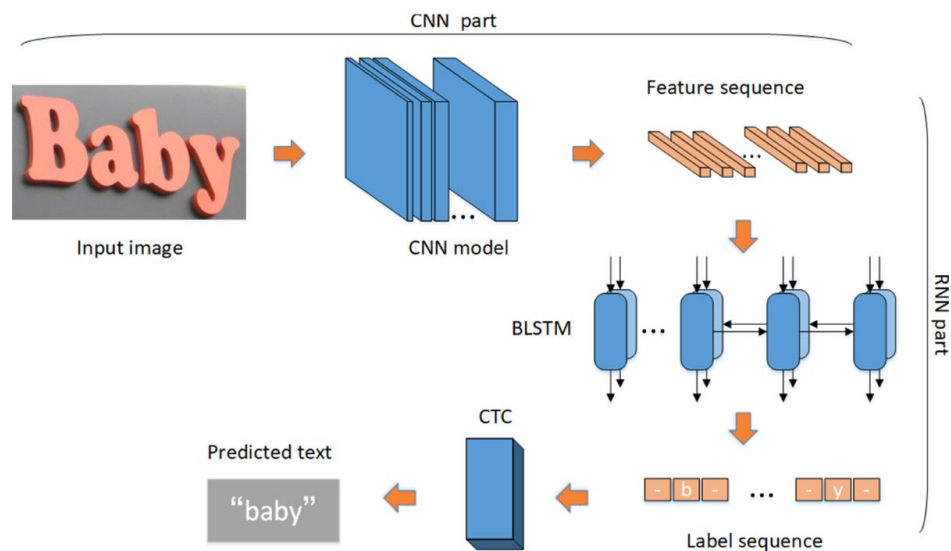 CNN part
Baby
Input image
CNN model
...
Feature sequence
...
RNN part
BLSTM
...
- b - ... - y -
Label sequence
CTC
Predicted text
“baby”